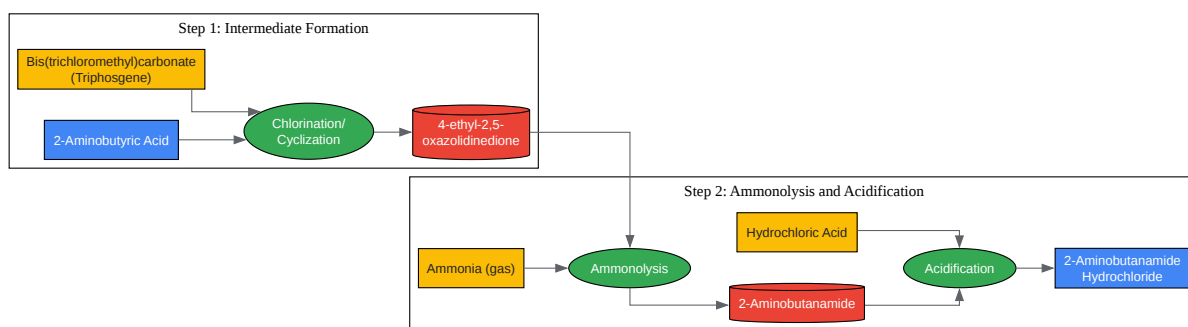 Step 1: Intermediate Formation
Bis(trichloromethyl)carbonate
(Triphosgene)
2-Aminobutyric Acid
Chlorination/
Cyclization
4-ethyl-2,5-
oxazolidinedione
Step 2: Ammonolysis and Acidification
Hydrochloric Acid
Ammonia (gas)
Ammonolysis
2-Aminobutanamide
Acidification
2-Aminobutanamide
Hydrochloride